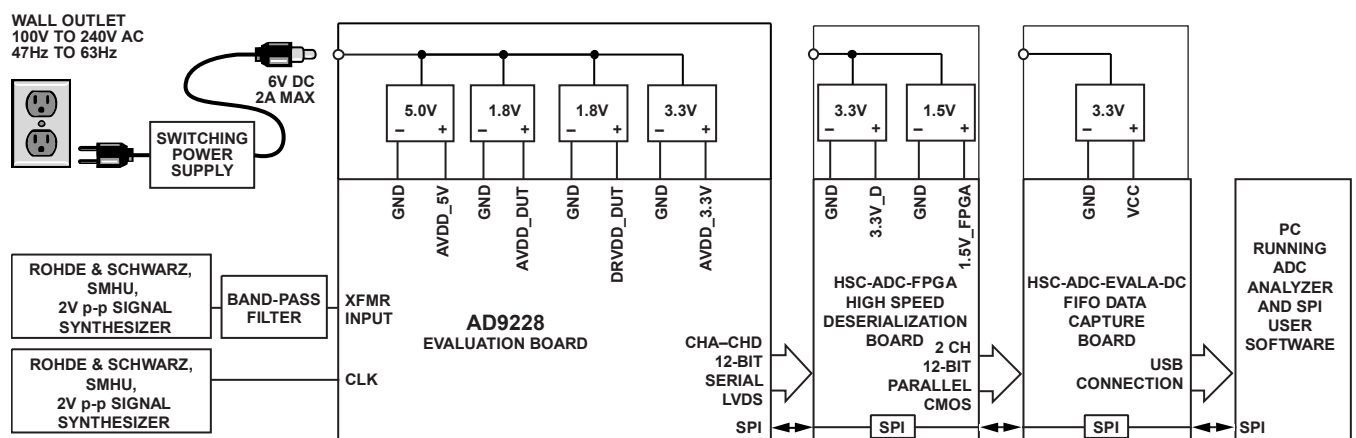 WALL OUTLET
100V TO 240V AC
47Hz TO 63Hz
6V DC
2A MAX
SWITCHING
POWER
SUPPLY
5.0V
– +
1.8V
– +
1.8V
– +
3.3V
– +
3.3V
– +
1.5V
– +
3.3V
– +
GND
AVDD_5V
GND
AVDD_DUT
GND
DRVDD_DUT
GND
AVDD_3.3V
GND
3.3V_D
GND
1.5V_FPGA
GND
VCC
ROHDE & SCHWARZ,
SMHU,
2V p-p SIGNAL
SYNTHESIZER
BAND-PASS
FILTER
XFMR
INPUT
ROHDE & SCHWARZ,
SMHU,
2V p-p SIGNAL
SYNTHESIZER
CLK
AD9228
EVALUATION BOARD
CHA–CHD
12-BIT
SERIAL
LVDS
SPI
HSC-ADC-FPGA
HIGH SPEED
DESERIALIZATION
BOARD
2 CH
12-BIT
PARALLEL
CMOS
SPI
HSC-ADC-EVALA-DC
FIFO DATA
CAPTURE
BOARD
USB
CONNECTION
SPI
PC
RUNNING
ADC
ANALYZER
AND SPI
USER
SOFTWARE
SPI